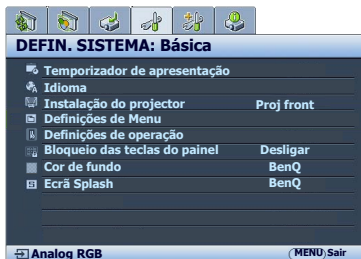 DEFIN. SISTEMA: Básica
Temporizador de apresentação
Idioma
Instalação do projector Proj front
Definições de Menu
Definições de operação
Bloqueio das teclas do painel Desligar
Cor de fundo BenQ
Ecrã Splash BenQ
Analog RGB MENU Sair